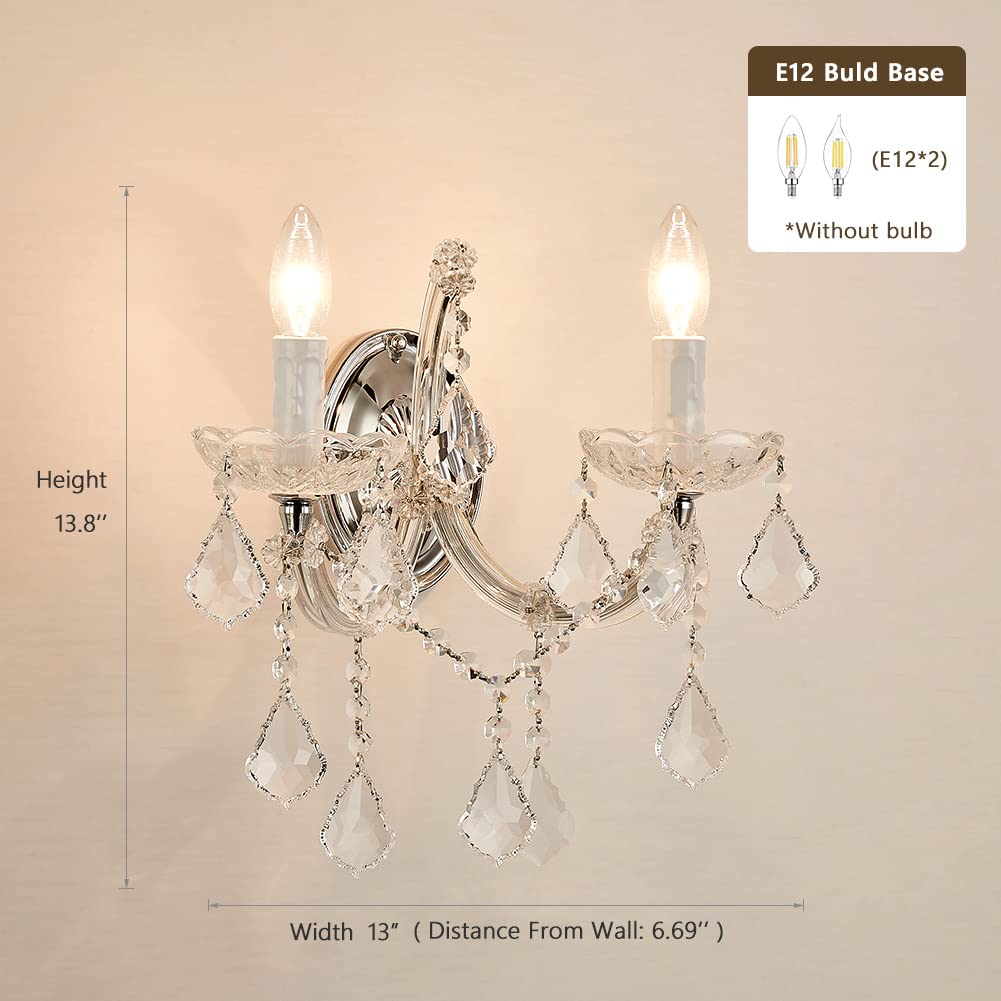 E12 Buld Base
(E12*2)
*Without bulb
Height
13.8’’
Width 13” ( Distance From Wall: 6.69’’ )